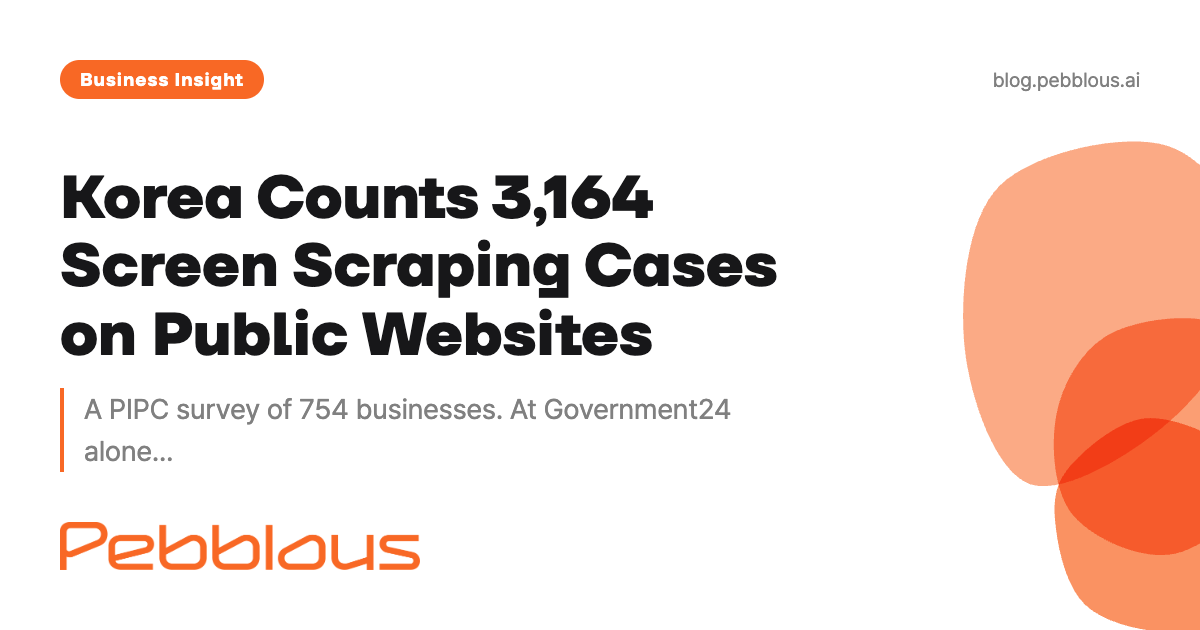 Business Insight
blog.pebblous.ai
Korea Counts 3,164
Screen Scraping Cases
on Public Websites
A PIPC survey of 754 businesses. At Government24
alone...
Pebblous